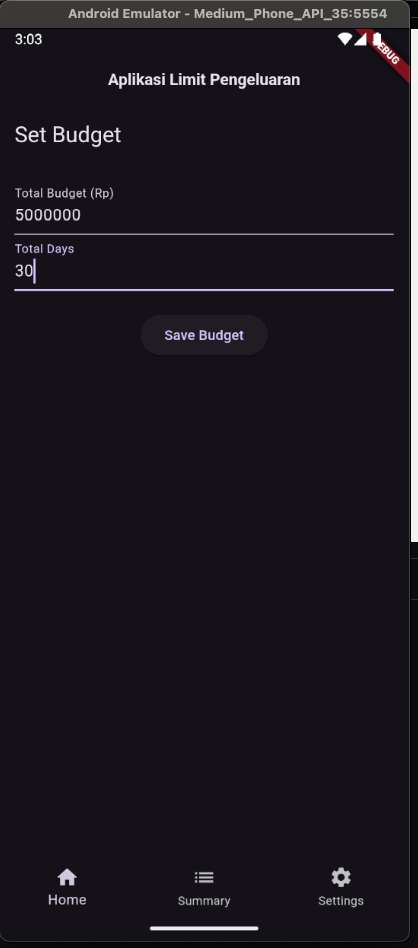 Android Emulator - Medium_Phone_API_35:5554
3:03
DEBUG
Aplikasi Limit Pengeluaran
Set Budget
Total Budget (Rp)
5000000
Total Days
30
Save Budget
Home
Summary
Settings